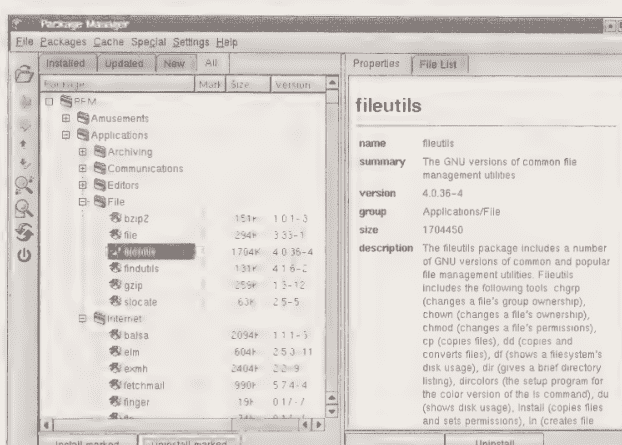 Package Manager
File Packages Cache Special Settings Help
Installed Updated New All
Package Mark Size Version
RPM
Amusements
Applications
Archiving
Communications
Editors
File
bzip2 151K 1.0.1-3
file 294K 3.33-1
fileutils 1704K 4.0.36-4
findutils 131K 4.1.6-2
gzip 259K 1.3-12
slocate 63K 2.5-5
Internet
balsa 2094K 1.1.1-3
elm 604K 2.5.3-11
exmh 2404K 2.2-9
fetchmail 990K 5.7.4-4
finger 19K 0.17-7
Install marked Uninstall marked
Properties File List
fileutils
name fileutils
summary The GNU versions of common file
management utilities
version 4.0.36-4
group Applications/File
size 1704450
description The fileutils package includes a number
of GNU versions of common and popular
file management utilities. Fileutils
includes the following tools chgrp
(changes a file's group ownership),
chown (changes a file's ownership),
chmod (changes a file's permissions),
cp (copies files), dd (copies and
converts files), df (shows a filesystem's
disk usage), dir (gives a brief directory
listing), dircolors (the setup program for
the color version of the ls command), du
(shows disk usage), install (copies files
and sets permissions), ln (creates file
Uninstall